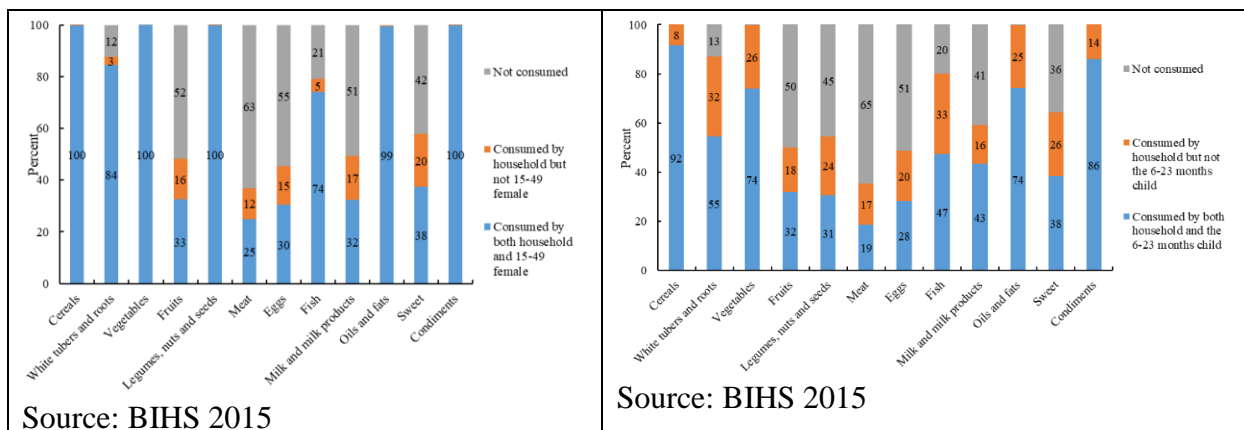 100
80
60
40
20
0
Percent
12
3
52
63
55
21
51
42
100
84
100
16
33
100
12
25
15
30
5
74
17
32
99
20
38
100
Cereals
White tubers and roots
Vegetables
Fruits
Legumes, nuts and seeds
Meat
Eggs
Fish
Milk and milk products
Oils and fats
Sweet
Condiments
Not consumed
Consumed by
household but not
15-49
female
Consumed by
both household
and 15-49
female
Source: BIHS 2015
100
80
60
40
20
0
Percent
8
92
13
32
55
26
74
50
18
32
45
24
31
65
17
19
51
20
28
20
33
47
41
16
43
25
74
36
26
38
14
86
Cereals
White tubers and roots
Vegetables
Fruits
Legumes, nuts and seeds
Meat
Eggs
Fish
Milk and milk products
Oils and fats
Sweet
Condiments
Not consumed
Consumed by
household but not
the 6-23 months
child
Consumed by both
household and the
6-23 months child
Source: BIHS 2015